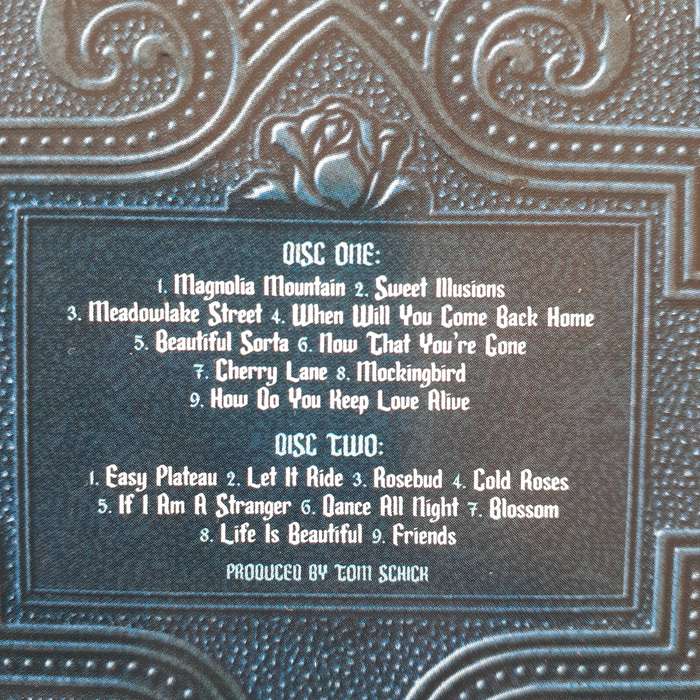 DISC ONE:
1. Magnolia Mountain 2. Sweet Illusions
3. Meadowlake Street 4. When Will You Come Back Home
5. Beautiful Sorta 6. Now That You're Gone
7. Cherry Lane 8. Mockingbird
9. How Do You Keep Love Alive
DISC TWO:
1. Easy Plateau 2. Let It Ride 3. Rosebud 4. Cold Roses
5. If I Am A Stranger 6. Dance All Night 7. Blossom
8. Life Is Beautiful 9. Friends
PRODUCED BY TOM SCHICK